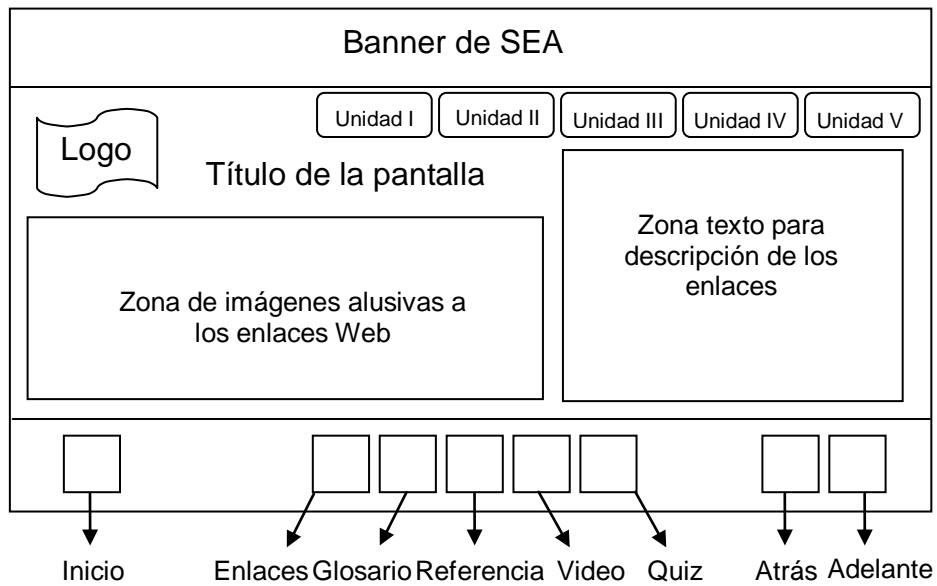 Banner de SEA
Unidad I Unidad II Unidad III Unidad IV Unidad V
Logo
Título de la pantalla
Zona de imágenes alusivas a
los enlaces Web
Zona texto para
descripción de los
enlaces
Inicio Enlaces Glosario Referencia Video Quiz Atrás Adelante